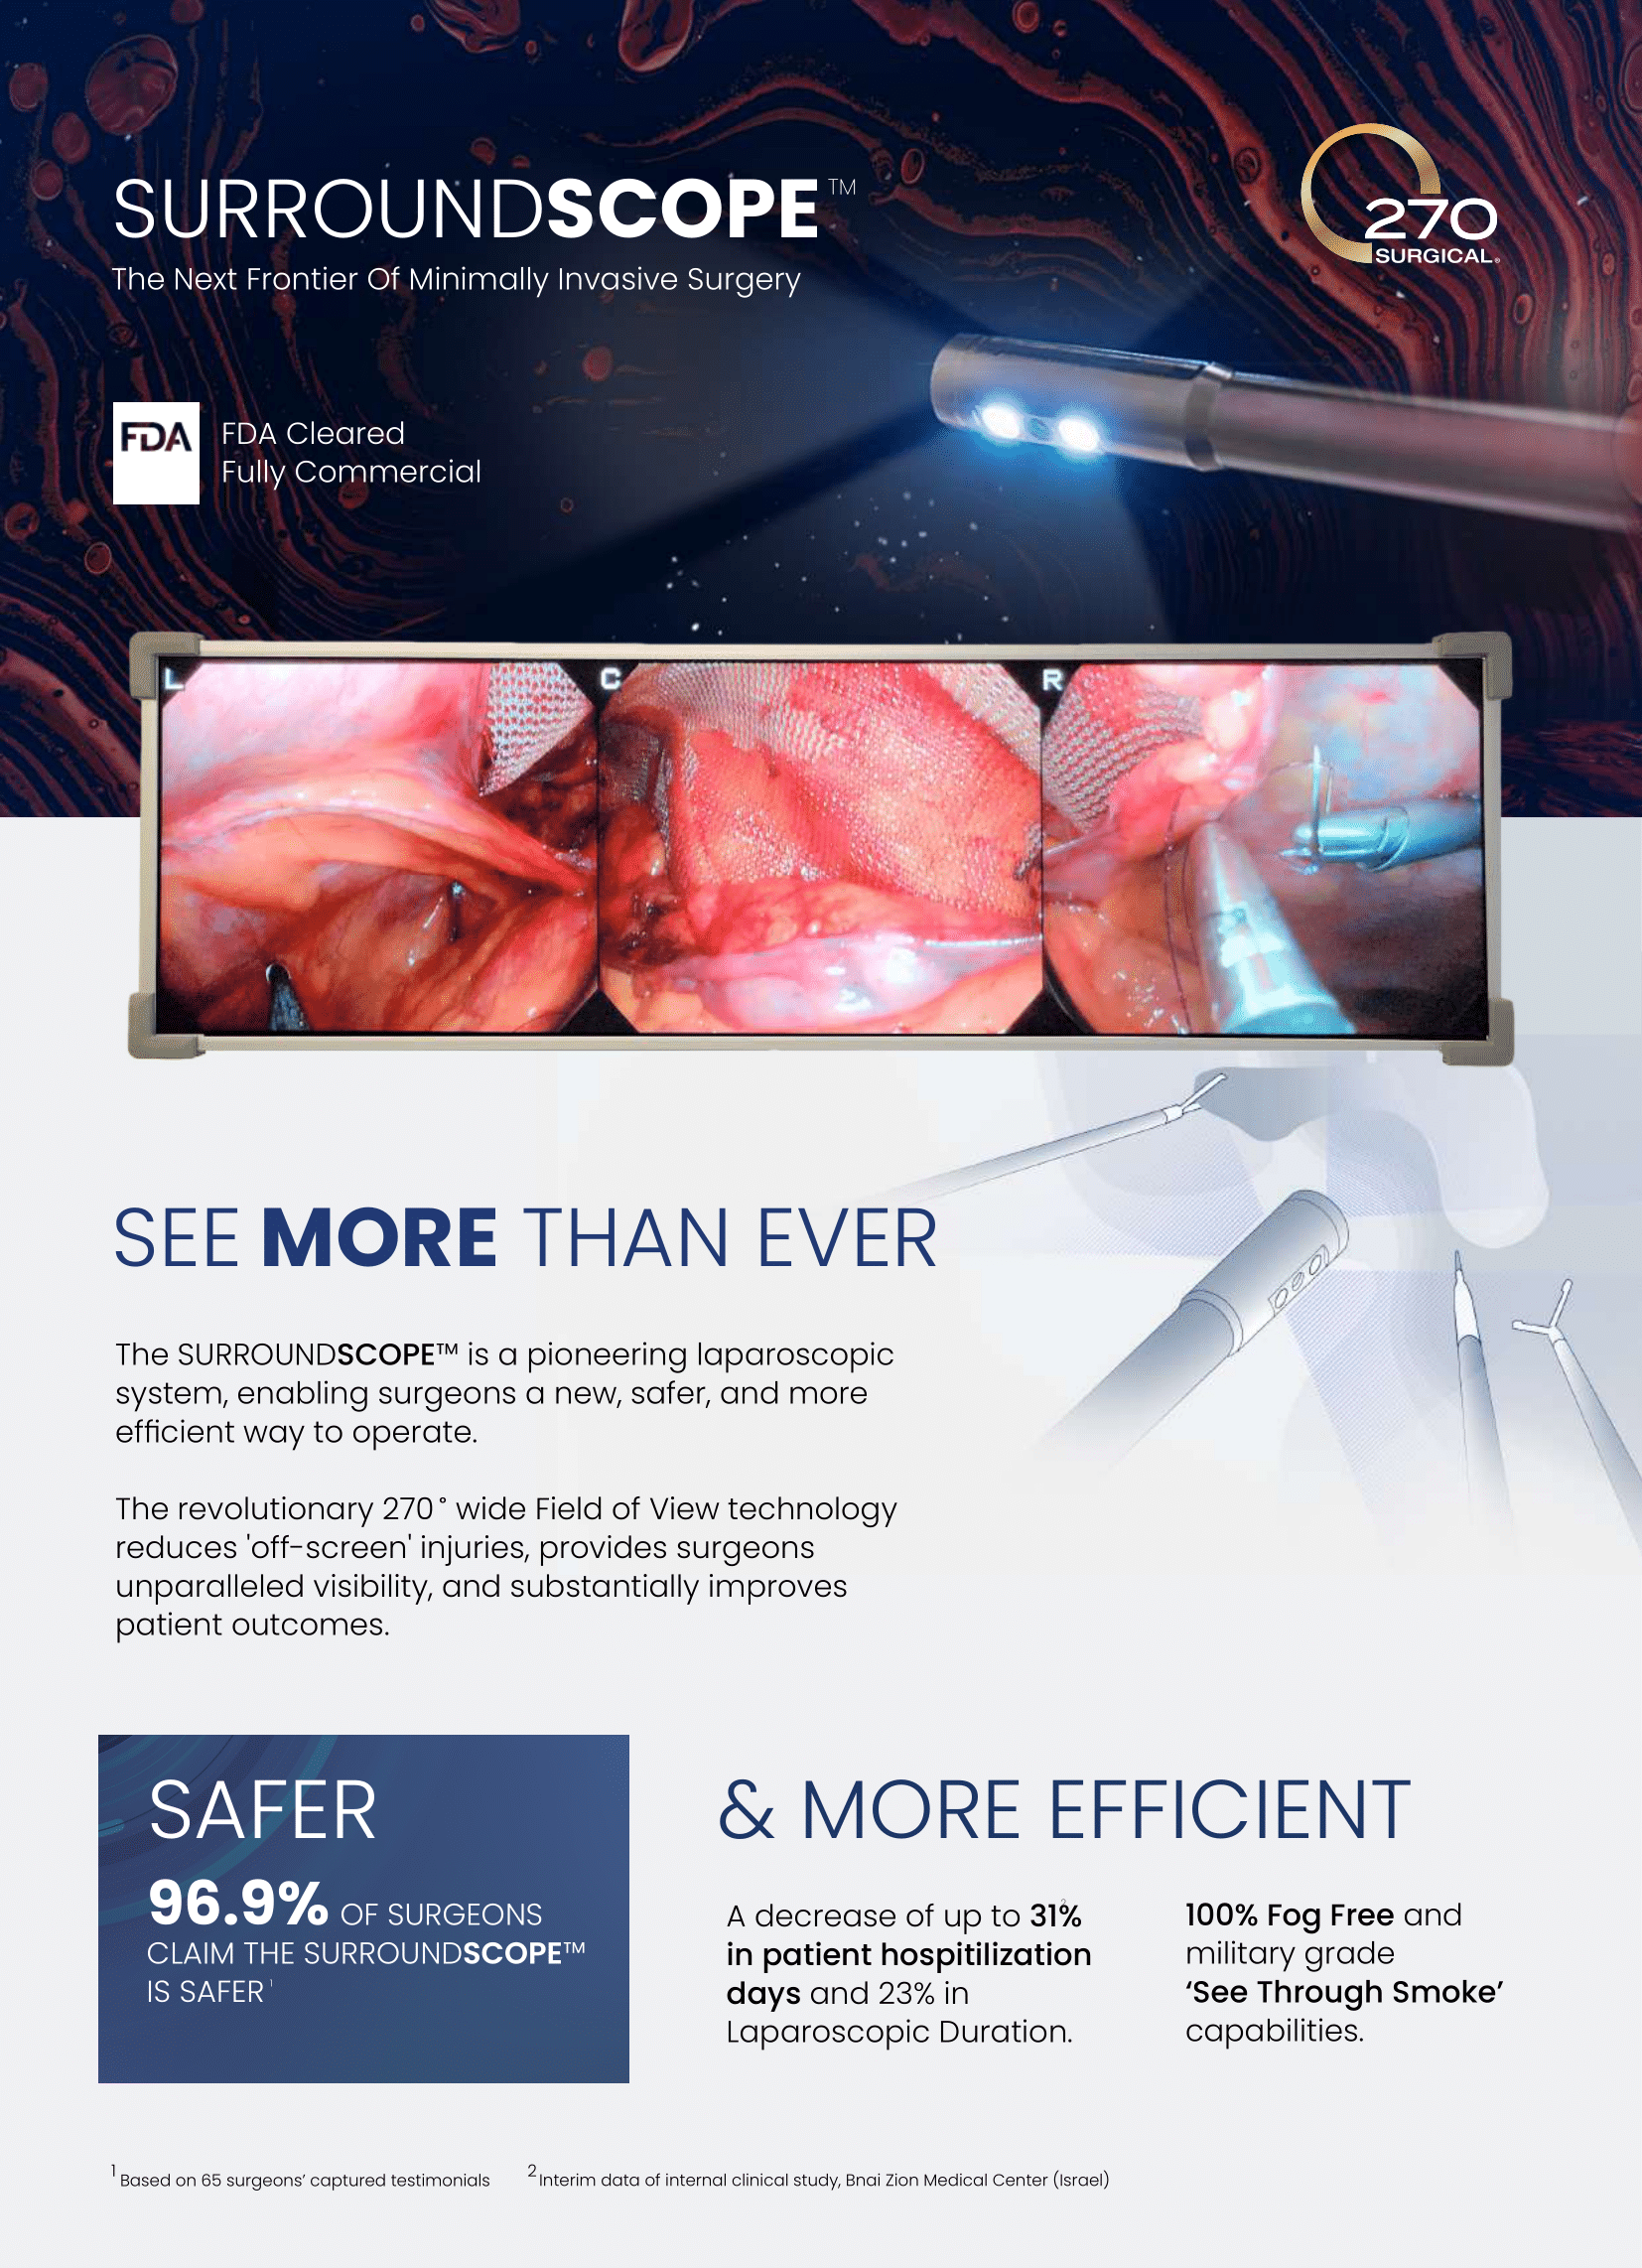 SURROUNDSCOPE™
The Next Frontier Of Minimally Invasive Surgery
270
SURGICAL®
FDA
FDA Cleared
Fully Commercial
L
C
R
SEE MORE THAN EVER
The SURROUNDSCOPE™ is a pioneering laparoscopic
system, enabling surgeons a new, safer, and more
efficient way to operate.
The revolutionary 270° wide Field of View technology
reduces 'off-screen' injuries, provides surgeons
unparalleled visibility, and substantially improves
patient outcomes.
SAFER
96.9% OF SURGEONS
CLAIM THE SURROUNDSCOPE™
IS SAFER ¹
& MORE EFFICIENT
A decrease of up to 31%²
in patient hospitilization
days and 23% in
Laparoscopic Duration.
100% Fog Free and
military grade
‘See Through Smoke’
capabilities.
1 Based on 65 surgeons’ captured testimonials
2 Interim data of internal clinical study, Bnai Zion Medical Center (Israel)